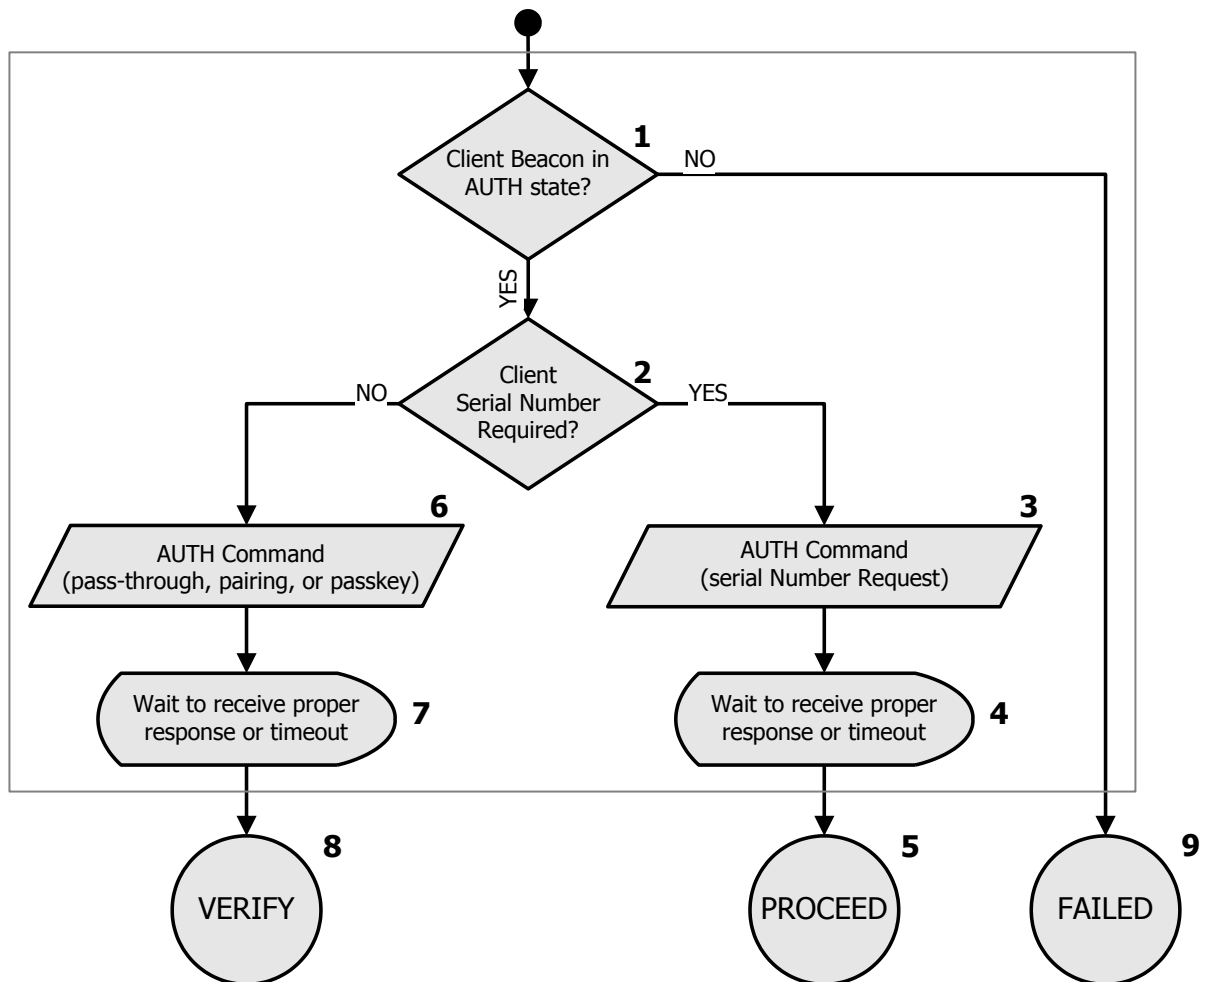 1
Client Beacon in
AUTH state?
NO
YES
2
Client
Serial Number
Required?
NO
YES
6
AUTH Command
(pass-through, pairing, or passkey)
3
AUTH Command
(serial Number Request)
Wait to receive proper
response or timeout
7
Wait to receive proper
response or timeout
4
8
VERIFY
5
PROCEED
9
FAILED